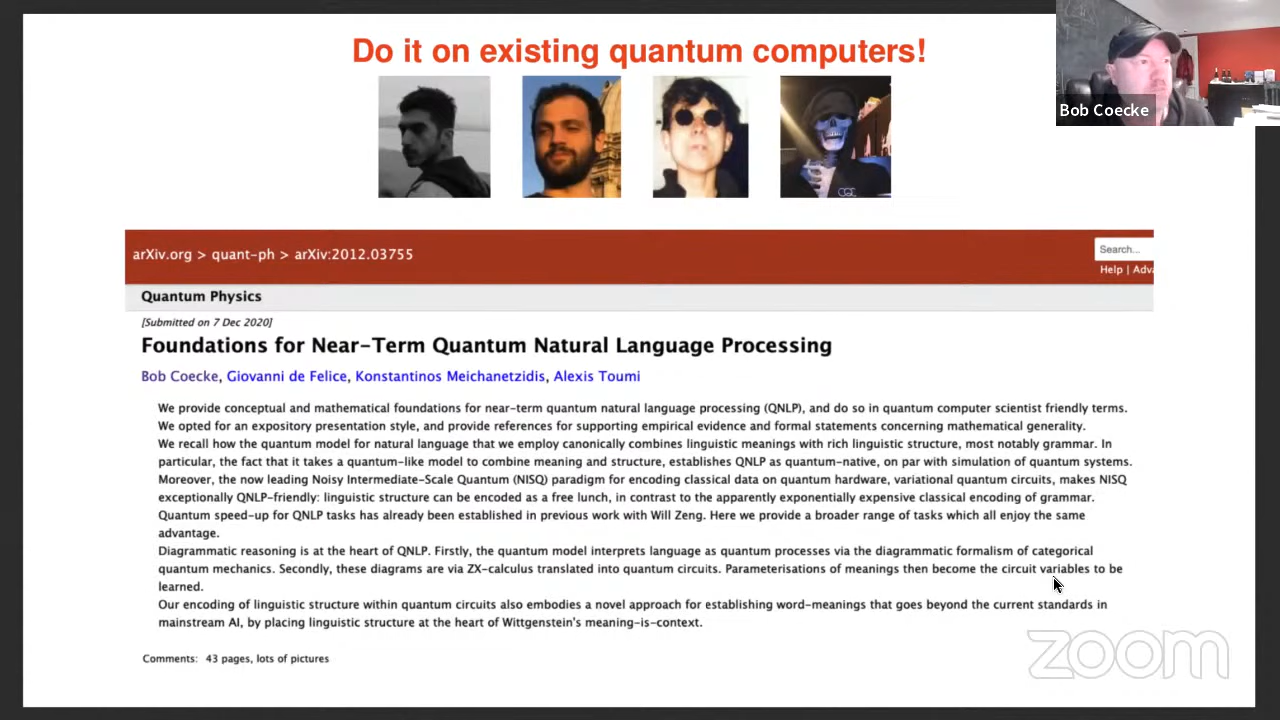 Do it on existing quantum computers!
Bob Coecke
CQC
arXiv.org > quant-ph > arXiv:2012.03755
Search...
Help | Adva
Quantum Physics
[Submitted on 7 Dec 2020]
Foundations for Near-Term Quantum Natural Language Processing
Bob Coecke, Giovanni de Felice, Konstantinos Meichanetzidis, Alexis Toumi
We provide conceptual and mathematical foundations for near-term quantum natural language processing (QNLP), and do so in quantum computer scientist friendly terms.
We opted for an expository presentation style, and provide references for supporting empirical evidence and formal statements concerning mathematical generality.
We recall how the quantum model for natural language that we employ canonically combines linguistic meanings with rich linguistic structure, most notably grammar. In
particular, the fact that it takes a quantum-like model to combine meaning and structure, establishes QNLP as quantum-native, on par with simulation of quantum systems.
Moreover, the now leading Noisy Intermediate-Scale Quantum (NISQ) paradigm for encoding classical data on quantum hardware, variational quantum circuits, makes NISQ
exceptionally QNLP-friendly: linguistic structure can be encoded as a free lunch, in contrast to the apparently exponentially expensive classical encoding of grammar.
Quantum speed-up for QNLP tasks has already been established in previous work with Will Zeng. Here we provide a broader range of tasks which all enjoy the same
advantage.
Diagrammatic reasoning is at the heart of QNLP. Firstly, the quantum model interprets language as quantum processes via the diagrammatic formalism of categorical
quantum mechanics. Secondly, these diagrams are via ZX-calculus translated into quantum circuits. Parameterisations of meanings then become the circuit variables to be
learned.
Our encoding of linguistic structure within quantum circuits also embodies a novel approach for establishing word-meanings that goes beyond the current standards in
mainstream AI, by placing linguistic structure at the heart of Wittgenstein's meaning-is-context.
Comments: 43 pages, lots of pictures
zoom